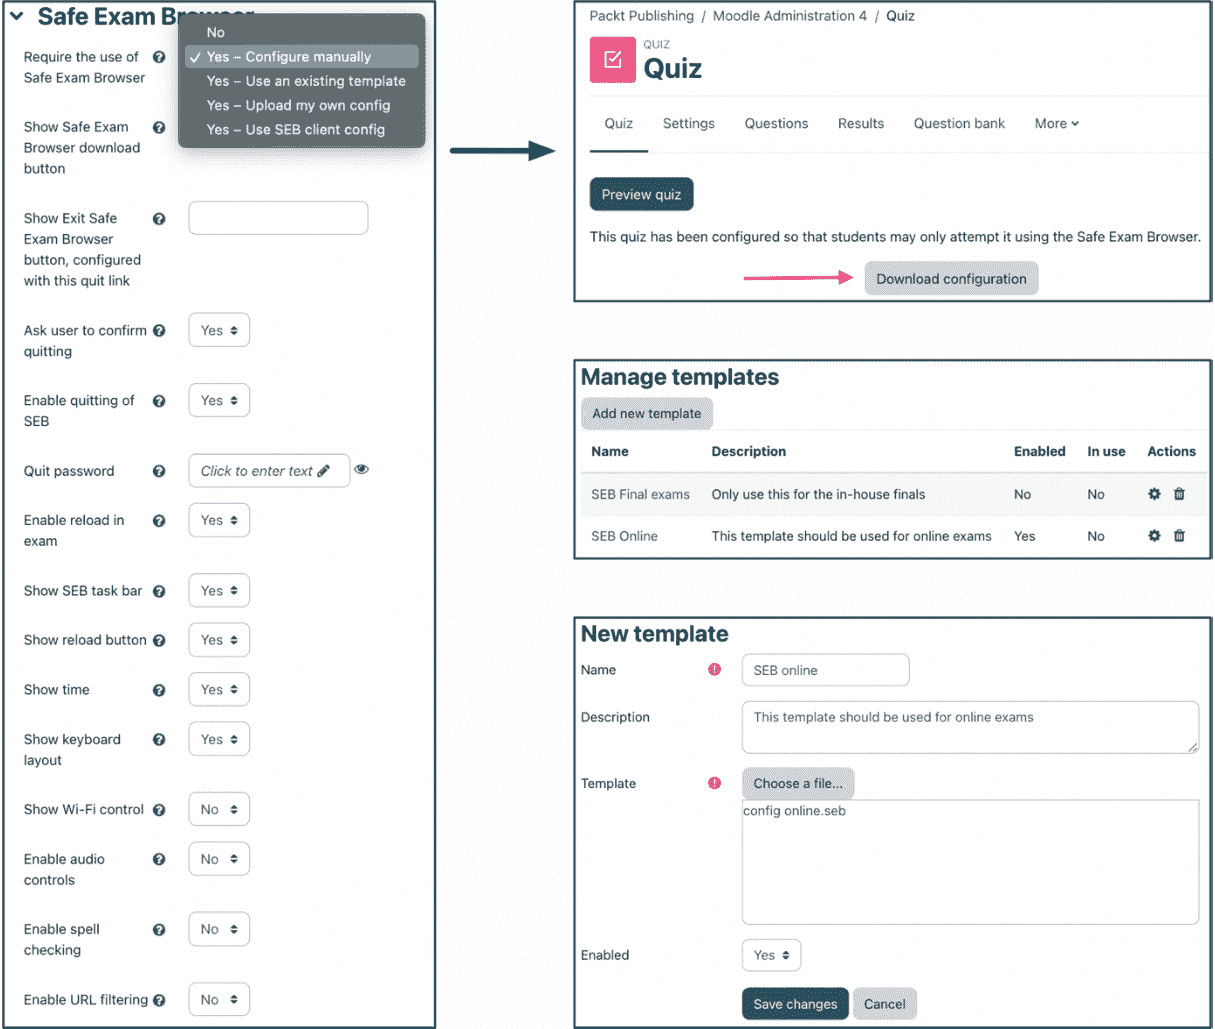 Safe Exam Browser
No
Require the use of
Safe Exam Browser
✓ Yes – Configure manually
Yes – Use an existing template
Yes – Upload my own config
Yes – Use SEB client config
Show Safe Exam
Browser download
button
Show Exit Safe
Exam Browser
button, configured
with this quit link
Ask user to confirm
quitting
Yes
Enable quitting of
SEB
Yes
Quit password
Click to enter text
Enable reload in
exam
Yes
Show SEB task bar
Yes
Show reload button
Yes
Show time
Yes
Show keyboard
layout
Yes
Show Wi-Fi control
No
Enable audio
controls
No
Enable spell
checking
No
Enable URL filtering
No
Packt Publishing / Moodle Administration 4 / Quiz
QUIZ
Quiz
Quiz Settings Questions Results Question bank More
Preview quiz
This quiz has been configured so that students may only attempt it using the Safe Exam Browser.
Download configuration
Manage templates
Add new template
Name Description Enabled In use Actions
SEB Final exams Only use this for the in-house finals No No
SEB Online This template should be used for online exams Yes No
New template
Name SEB online
Description This template should be used for online exams
Template Choose a file...
config online.seb
Enabled Yes
Save changes Cancel